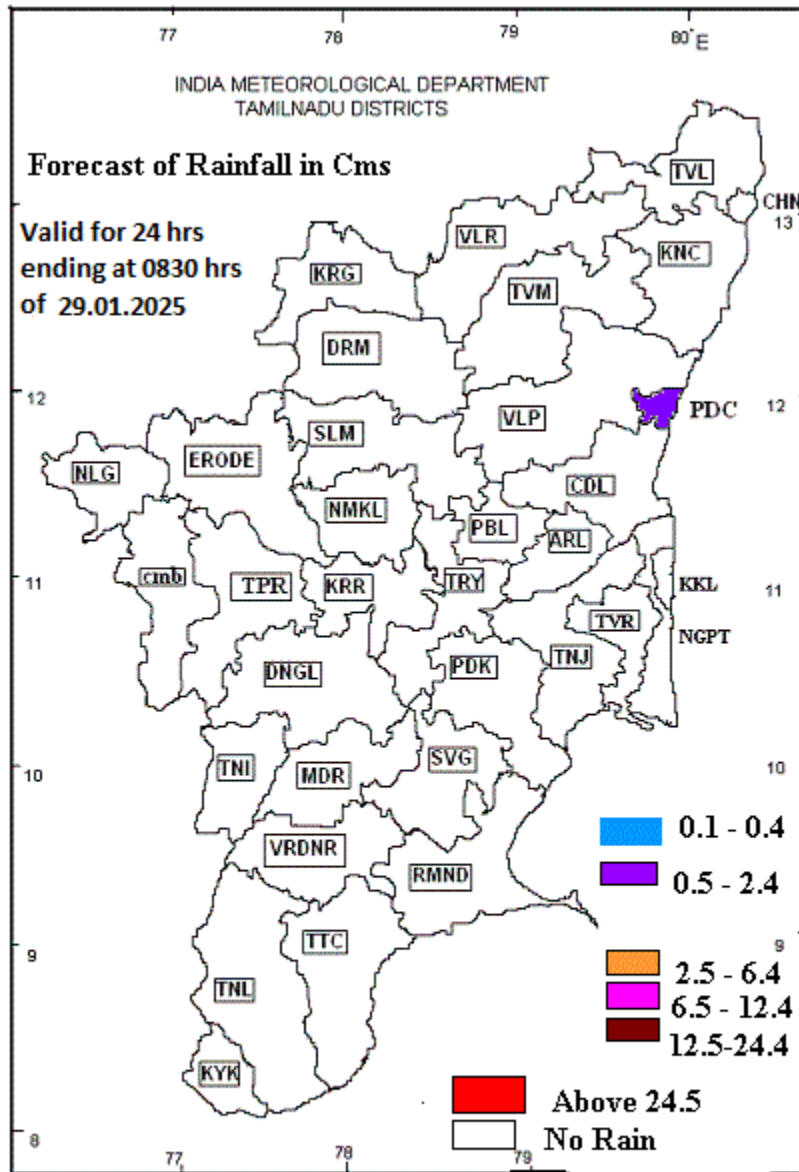 77 78 79 80° E
INDIA METEOROLOGICAL DEPARTMENT
TAMILNADU DISTRICTS
Forecast of Rainfall in Cms
TVL
CHN
13
Valid for 24 hrs
ending at 0830 hrs
of 29.01.2025
VLR
KNC
KRG
TVM
DRM
12
12
PDC
VLP
SLM
ERODE
NLG
CDL
NMKL
PBL
ARL
11
cmb
TPR
KRR
TRY
KKL
11
TVR
NGPT
TNJ
PDK
DNGL
SVG
10
TNI
MDR
10
0.1 - 0.4
VRDNR
RMND
0.5 - 2.4
9
TTC
9
2.5 - 6.4
TNL
6.5 - 12.4
12.5-24.4
KYK
Above 24.5
8
No Rain
77 78 79